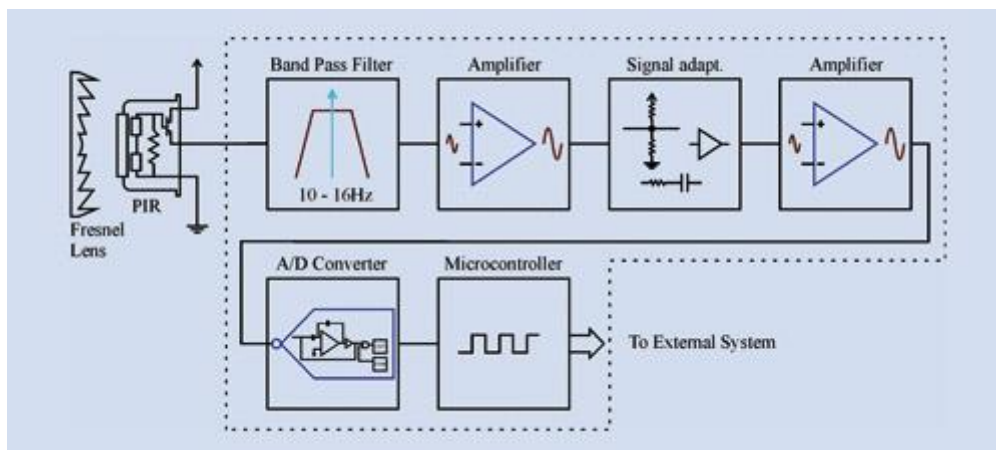 Band Pass Filter
Amplifier
Signal adapt.
Amplifier
10 - 16Hz
PIR
Fresnel
Lens
A/D Converter
Microcontroller
To External System